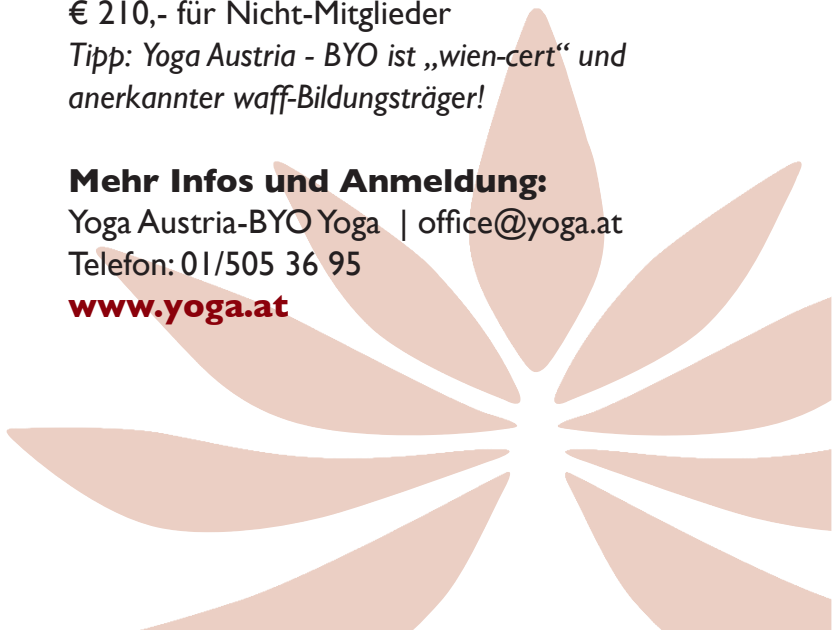 € 210,- für Nicht-Mitglieder
Tipp: Yoga Austria - BYO ist „wien-cert“ und
anerkannter waff-Bildungsträger!
Mehr Infos und Anmeldung:
Yoga Austria-BYO Yoga | office@yoga.at
Telefon: 01/505 36 95
www.yoga.at